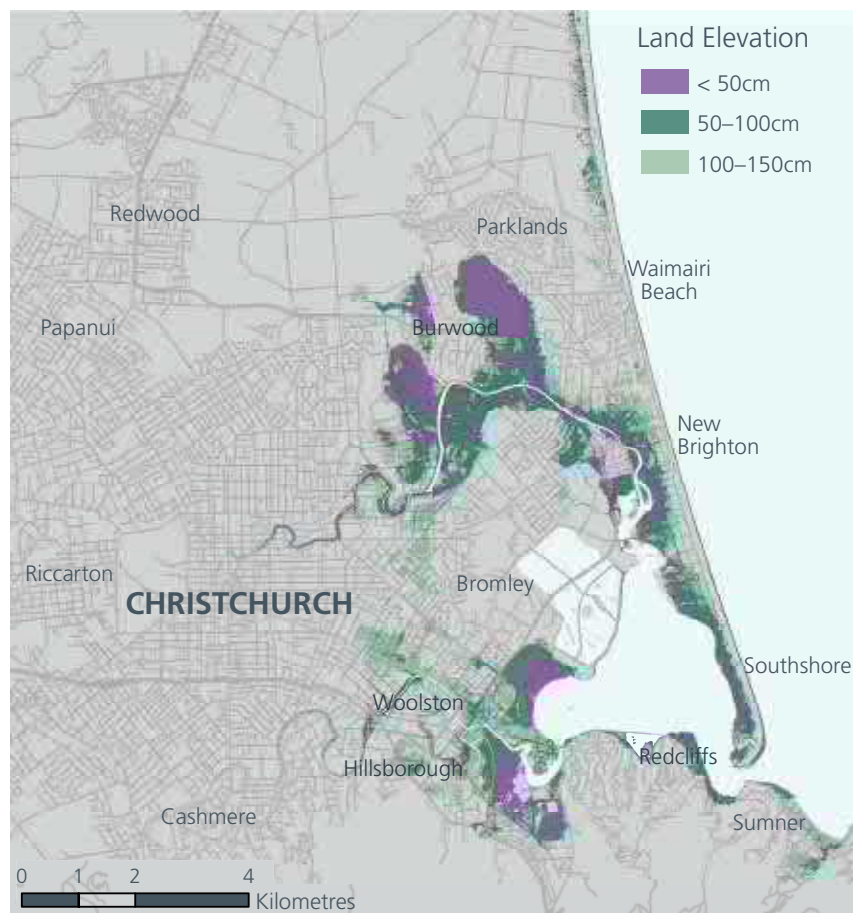 Land Elevation
< 50cm
50–100cm
100–150cm
Redwood
Parklands
Waimairi
Beach
Papanui
Burwood
New
Brighton
Riccarton
Bromley
CHRISTCHURCH
Southshore
Woolston
Redcliffs
Hillsborough
Cashmere
Sumner
0 1 2 4
Kilometres